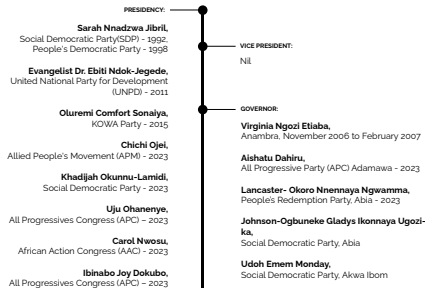 PRESIDENCY:
Sarah Nnadzwa Jibril,
Social Democratic Party(SDP) - 1992,
People's Democratic Party - 1998
Evangelist Dr. Ebiti Ndok-Jegede,
United National Party for Development
(UNPD) - 2011
Oluremi Comfort Sonaiya,
KOWA Party - 2015
Chichi Ojei,
Allied People's Movement (APM) - 2023
Khadijah Okunnu-Lamidi,
Social Democratic Party - 2023
Uju Ohanenye,
All Progressives Congress (APC) – 2023
Carol Nwosu,
African Action Congress (AAC) - 2023
Ibinabo Joy Dokubo,
All Progressives Congress (APC) – 2023
VICE PRESIDENT:
Nil
GOVERNOR:
Virginia Ngozi Etiaba,
Anambra, November 2006 to February 2007
Aishatu Dahiru,
All Progressive Party (APC) Adamawa - 2023
Lancaster- Okoro Nnennaya Ngwamma,
People's Redemption Party, Abia - 2023
Johnson-Ogbuneke Gladys Ikonnaya Ugozi-
ka,
Social Democratic Party, Abia
Udoh Emem Monday,
Social Democratic Party, Akwa Ibom